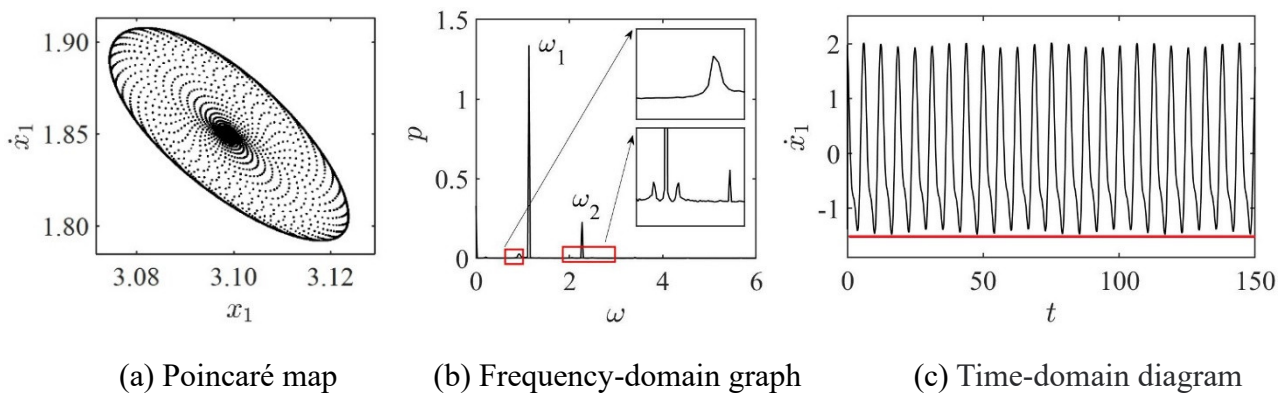 1.90
1.85
1.80
ẋ₁
3.08 3.10 3.12
x₁
(a) Poincaré map
1.5
1
0.5
0
p
ω₁
ω₂
0 2 4 6
ω
(b) Frequency-domain graph
2
1
0
-1
ẋ₁
0 50 100 150
t
(c) Time-domain diagram